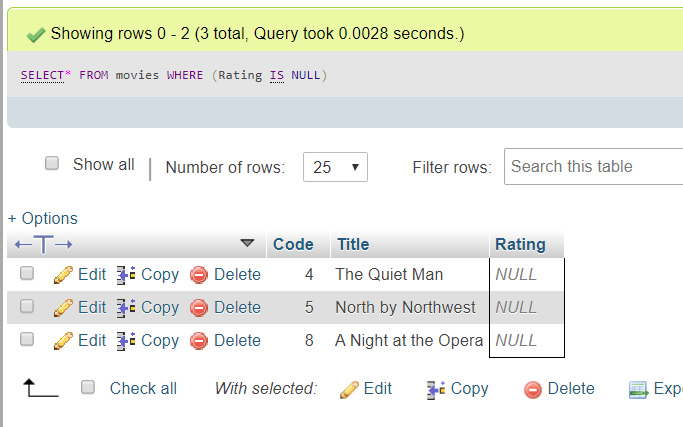 Showing rows 0 - 2 (3 total, Query took 0.0028 seconds.)
SELECT* FROM movies WHERE (Rating IS NULL)
Show all | Number of rows: 25 Filter rows: Search this table
+ Options
←T→ Code Title Rating
Edit Copy Delete 4 The Quiet Man NULL
Edit Copy Delete 5 North by Northwest NULL
Edit Copy Delete 8 A Night at the Opera NULL
Check all With selected: Edit Copy Delete Exp